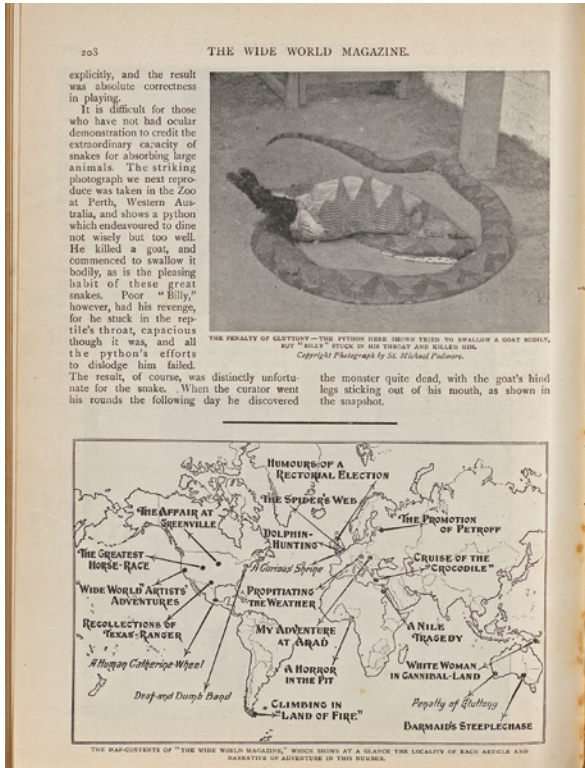 203
THE WIDE WORLD MAGAZINE.
explicitly, and the result
was absolute correctness
in playing.
It is difficult for those
who have not had ocular
demonstration to credit the
extraordinary capacity of
snakes for absorbing large
animals. The striking
photograph we next repro-
duce was taken in the Zoo
at Perth, Western Aus-
tralia, and shows a python
which endeavoured to dine
not wisely but too well.
He killed a goat, and
commenced to swallow it
bodily, as is the pleasing
habit of these great
snakes. Poor "Billy,"
however, had his revenge,
for he stuck in the rep-
tile's throat, capacious
though it was, and all
the python's efforts
to dislodge him failed.
The result, of course, was distinctly unfortu-
nate for the snake. When the curator went
his rounds the following day he discovered
THE PENALTY OF GLUTTONY—THE PYTHON HERE SHOWN TRIED TO SWALLOW A GOAT BODILY,
BUT "BILLY" STUCK IN HIS THROAT AND KILLED HIM.
Copyright Photograph by St. Michael Podmore.
the monster quite dead, with the goat's hind
legs sticking out of his mouth, as shown in
the snapshot.
HUMOURS OF A
RECTORIAL ELECTION
THE SPIDER'S WEB
THE AFFAIR AT
GREENVILLE
DOLPHIN-
HUNTING
THE PROMOTION
OF PETROFF
THE GREATEST
HORSE-RACE
A Curious Shrine
CRUISE OF THE
"CROCODILE"
WIDE WORLD ARTISTS'
ADVENTURES
PROPITIATING
THE WEATHER
RECOLLECTIONS OF
TEXAS-RANGER
MY ADVENTURE
AT ARAD
A NILE
TRAGEDY
A Human Catherine-Wheel
A HORROR
IN THE PIT
WHITE WOMAN
IN CANNIBAL-LAND
Deaf-and-Dumb Band
Penalty of Gluttony
CLIMBING IN
"LAND OF FIRE"
BARMAID'S STEEPLECHASE
THE MAP-CONTENTS OF "THE WIDE WORLD MAGAZINE," WHICH SHOWS AT A GLANCE THE LOCALITY OF EACH ARTICLE AND
NARRATIVE OF ADVENTURE IN THIS NUMBER.